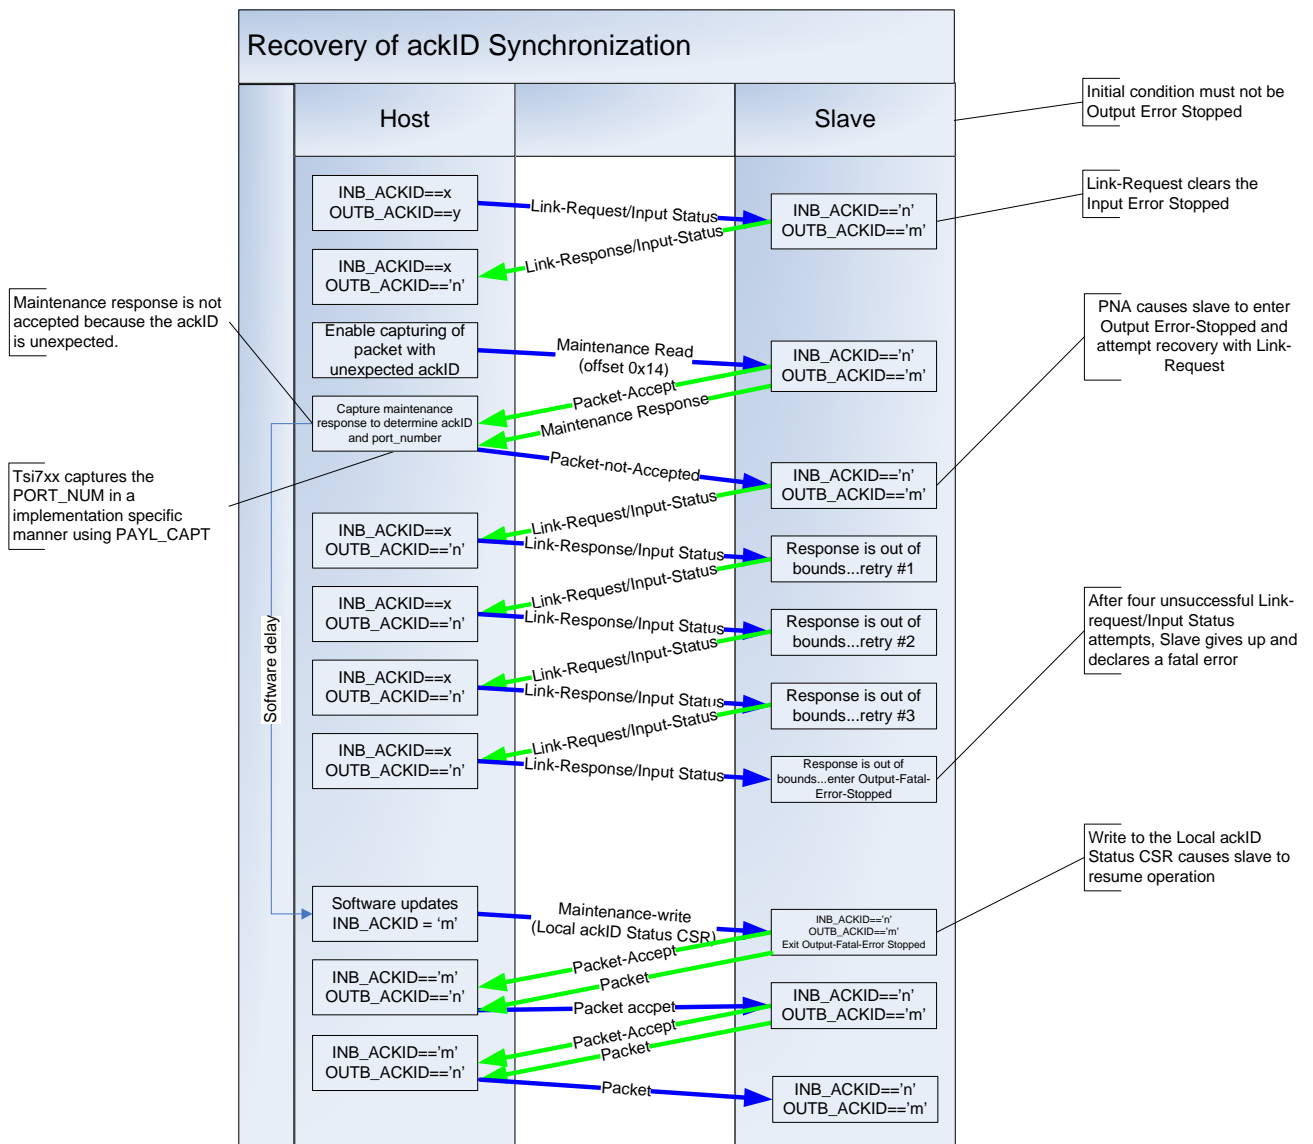 Recovery of ackID Synchronization
Host
Slave
Initial condition must not be
Output Error Stopped
INB_ACKID==x
OUTB_ACKID==y
Link-Request/Input Status
INB_ACKID=='n'
OUTB_ACKID=='m'
Link-Request clears the
Input Error Stopped
Link-Response/Input-Status
INB_ACKID==x
OUTB_ACKID=='n'
Maintenance response is not
accepted because the ackID
is unexpected.
Enable capturing of
packet with
unexpected ackID
Maintenance Read
(offset 0x14)
INB_ACKID=='n'
OUTB_ACKID=='m'
PNA causes slave to enter
Output Error-Stopped and
attempt recovery with Link-
Request
Packet-Accept
Maintenance Response
Capture maintenance
response to determine ackID
and port_number
Packet-not-Accepted
INB_ACKID=='n'
OUTB_ACKID=='m'
Tsi7xx captures the
PORT_NUM in a
implementation specific
manner using PAYL_CAPT
Link-Request/Input-Status
INB_ACKID==x
OUTB_ACKID=='n'
Link-Response/Input Status
Response is out of
bounds...retry #1
Link-Request/Input-Status
INB_ACKID==x
OUTB_ACKID=='n'
Link-Response/Input Status
Response is out of
bounds...retry #2
After four unsuccessful Link-
request/Input Status
attempts, Slave gives up and
declares a fatal error
Link-Request/Input-Status
INB_ACKID==x
OUTB_ACKID=='n'
Link-Response/Input Status
Response is out of
bounds...retry #3
Software delay
Link-Request/Input-Status
INB_ACKID==x
OUTB_ACKID=='n'
Link-Response/Input Status
Response is out of
bounds...enter Output-Fatal-
Error-Stopped
Write to the Local ackID
Status CSR causes slave to
resume operation
Software updates
INB_ACKID = 'm'
Maintenance-write
(Local ackID Status CSR)
INB_ACKID=='n'
OUTB_ACKID=='m'
Exit Output-Fatal-Error Stopped
Packet-Accept
Packet
INB_ACKID=='m'
OUTB_ACKID=='n'
Packet accpet
INB_ACKID=='n'
OUTB_ACKID=='m'
Packet-Accept
Packet
INB_ACKID=='m'
OUTB_ACKID=='n'
Packet
INB_ACKID=='n'
OUTB_ACKID=='m'